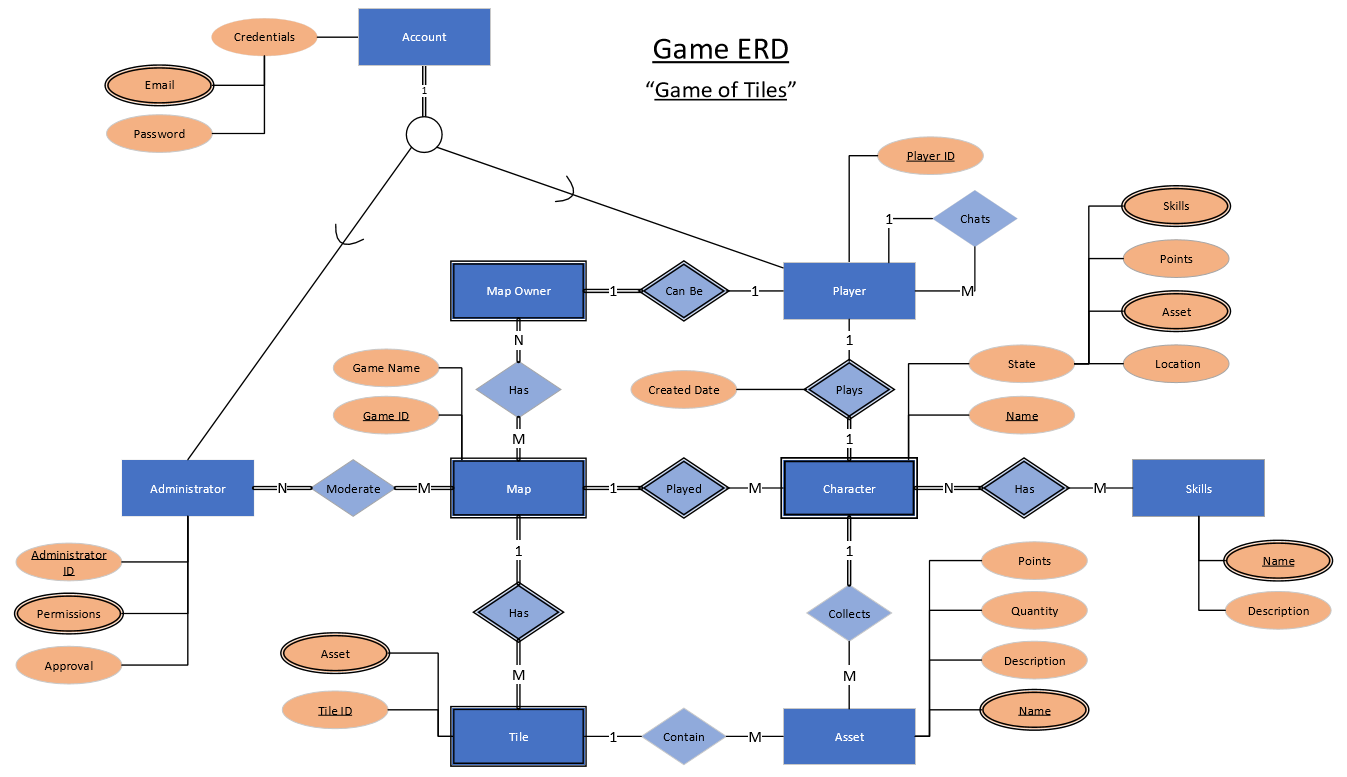 Credentials
Account
Game ERD
Email
1
“Game of Tiles”
Password
Player ID
Skills
1
Chats
Points
Map Owner
1
Can Be
1
Player
M
Asset
N
1
Game Name
State
Location
Has
Created Date
Plays
Game ID
Name
M
1
Administrator
N
Moderate
M
Map
1
Played
M
Character
N
Has
M
Skills
1
1
Administrator
ID
Points
Name
Permissions
Has
Collects
Quantity
Description
Asset
Description
Approval
M
M
Tile ID
Name
Tile
1
Contain
M
Asset